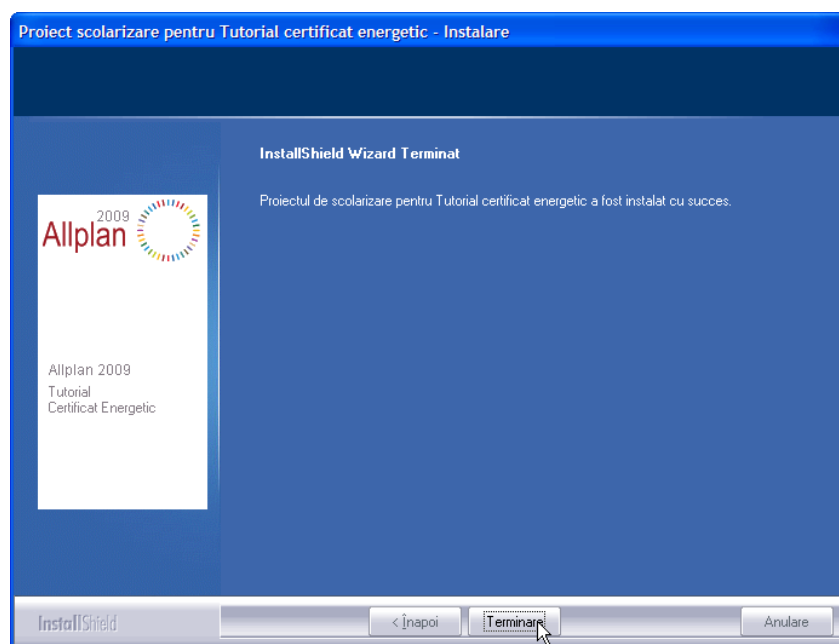 Proiect scolarizare pentru Tutorial certificat energetic - Instalare
InstallShield Wizard Terminat
Proiectul de scolarizare pentru Tutorial certificat energetic a fost instalat cu succes.
2009
Allplan
Allplan 2009
Tutorial
Certificat Energetic
InstallShield
< Înapoi
Terminare
Anulare